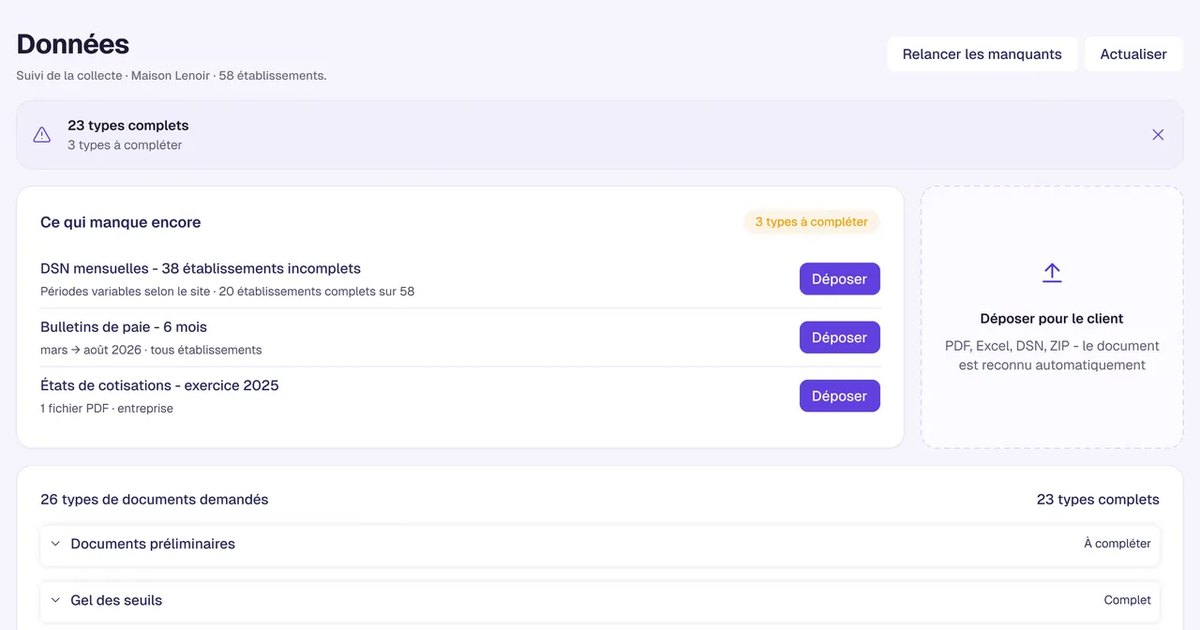 Données
Relancer les manquants
Actualiser
Suivi de la collecte · Maison Lenoir · 58 établissements.
23 types complets
3 types à compléter
Ce qui manque encore
3 types à compléter
DSN mensuelles - 38 établissements incomplets
Périodes variables selon le site · 20 établissements complets sur 58
Déposer
Bulletins de paie - 6 mois
mars → août 2026 · tous établissements
Déposer
États de cotisations - exercice 2025
1 fichier PDF · entreprise
Déposer
Déposer pour le client
PDF, Excel, DSN, ZIP - le document
est reconnu automatiquement
26 types de documents demandés
23 types complets
Documents préliminaires
À compléter
Gel des seuils
Complet